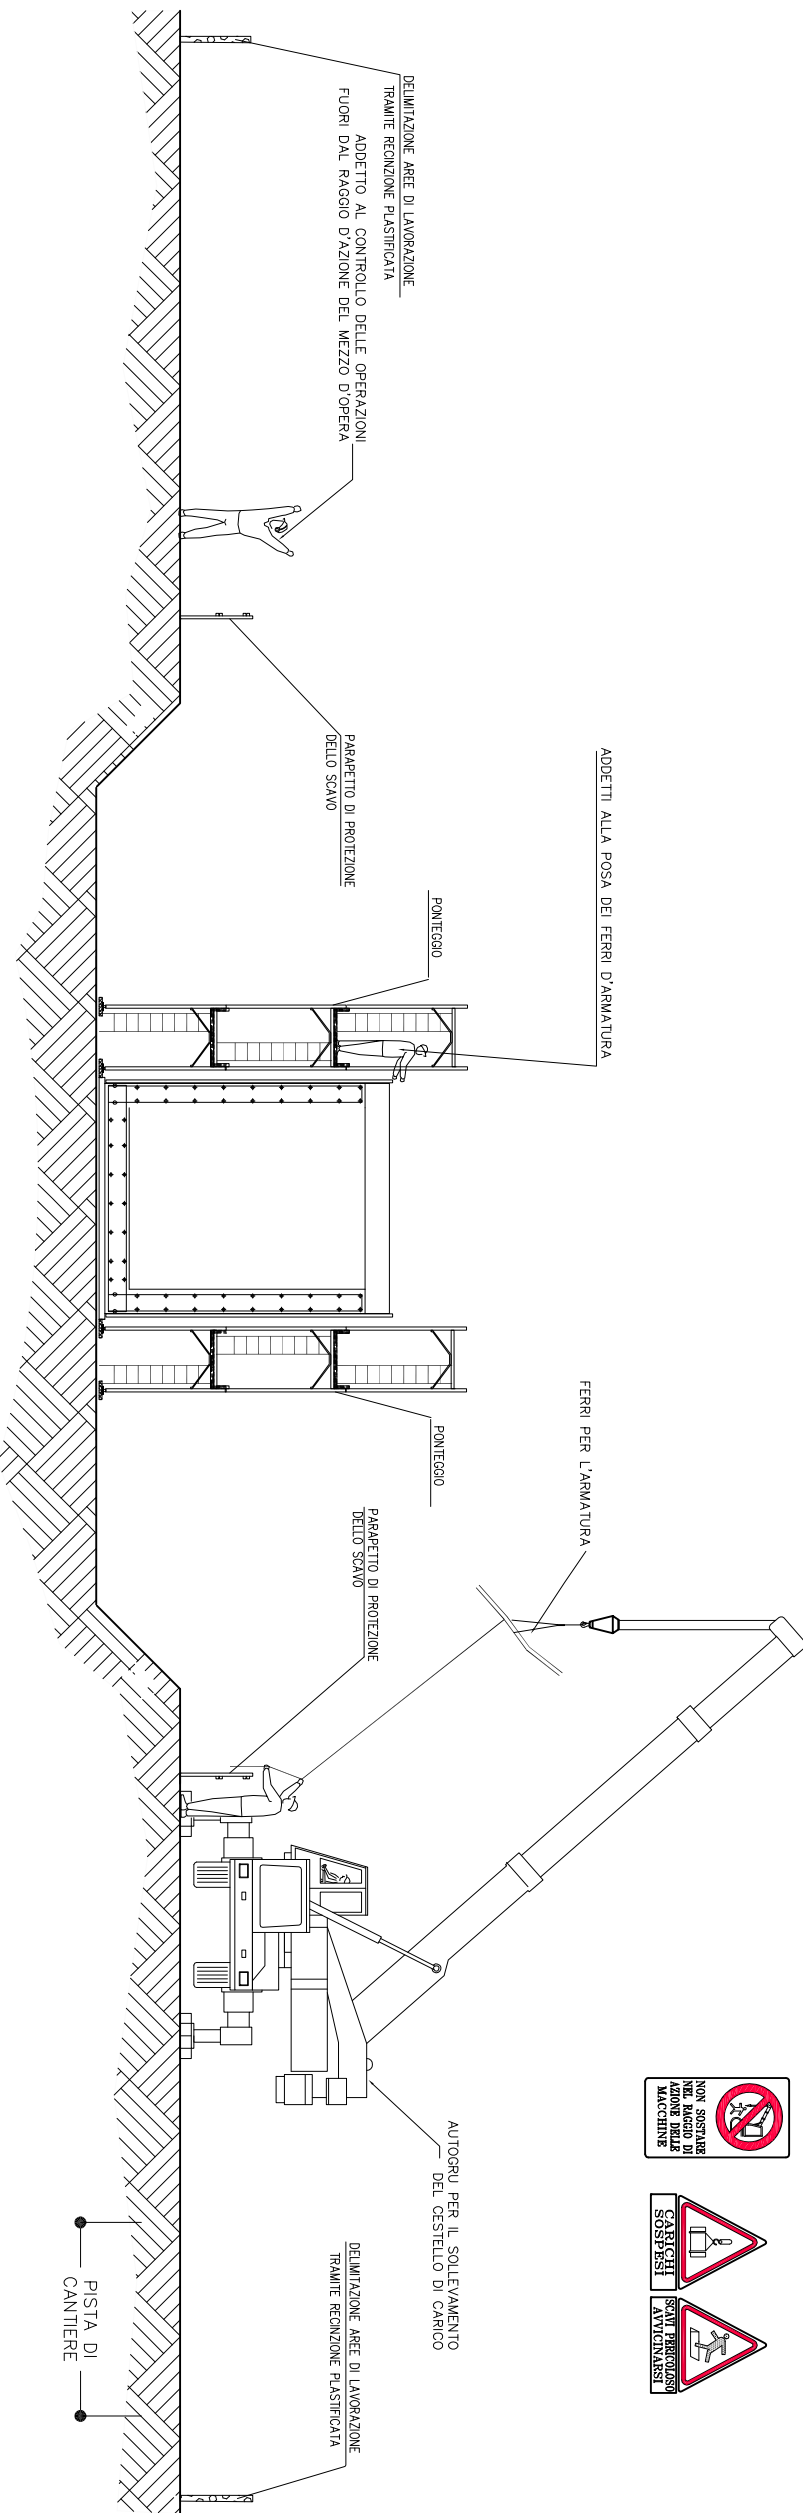 DELIMITAZIONE AREE DI LAVORAZIONE
TRAMITE RECINZIONE PLASTIFICATA
ADDETTO AL CONTROLLO DELLE OPERAZIONI
FUORI DAL RAGGIO D'AZIONE DEL MEZZO D'OPERA
PARAPETTO DI PROTEZIONE
DELLO SCAVO
ADDETTI ALLA POSA DEI FERRI D'ARMATURA
PONTEGGIO
PONTEGGIO
FERRI PER L'ARMATURA
PARAPETTO DI PROTEZIONE
DELLO SCAVO
AUTOGRU PER IL SOLLEVAMENTO
DEL CESTELLO DI CARICO
NON SOSTARE
NEL RAGGIO DI
AZIONE DELLE
MACCHINE
CARICHI
SOSPESI
SCAVI PERICOLOSO
AVVICINARSI
DELIMITAZIONE AREE DI LAVORAZIONE
TRAMITE RECINZIONE PLASTIFICATA
PISTA DI
CANTIERE